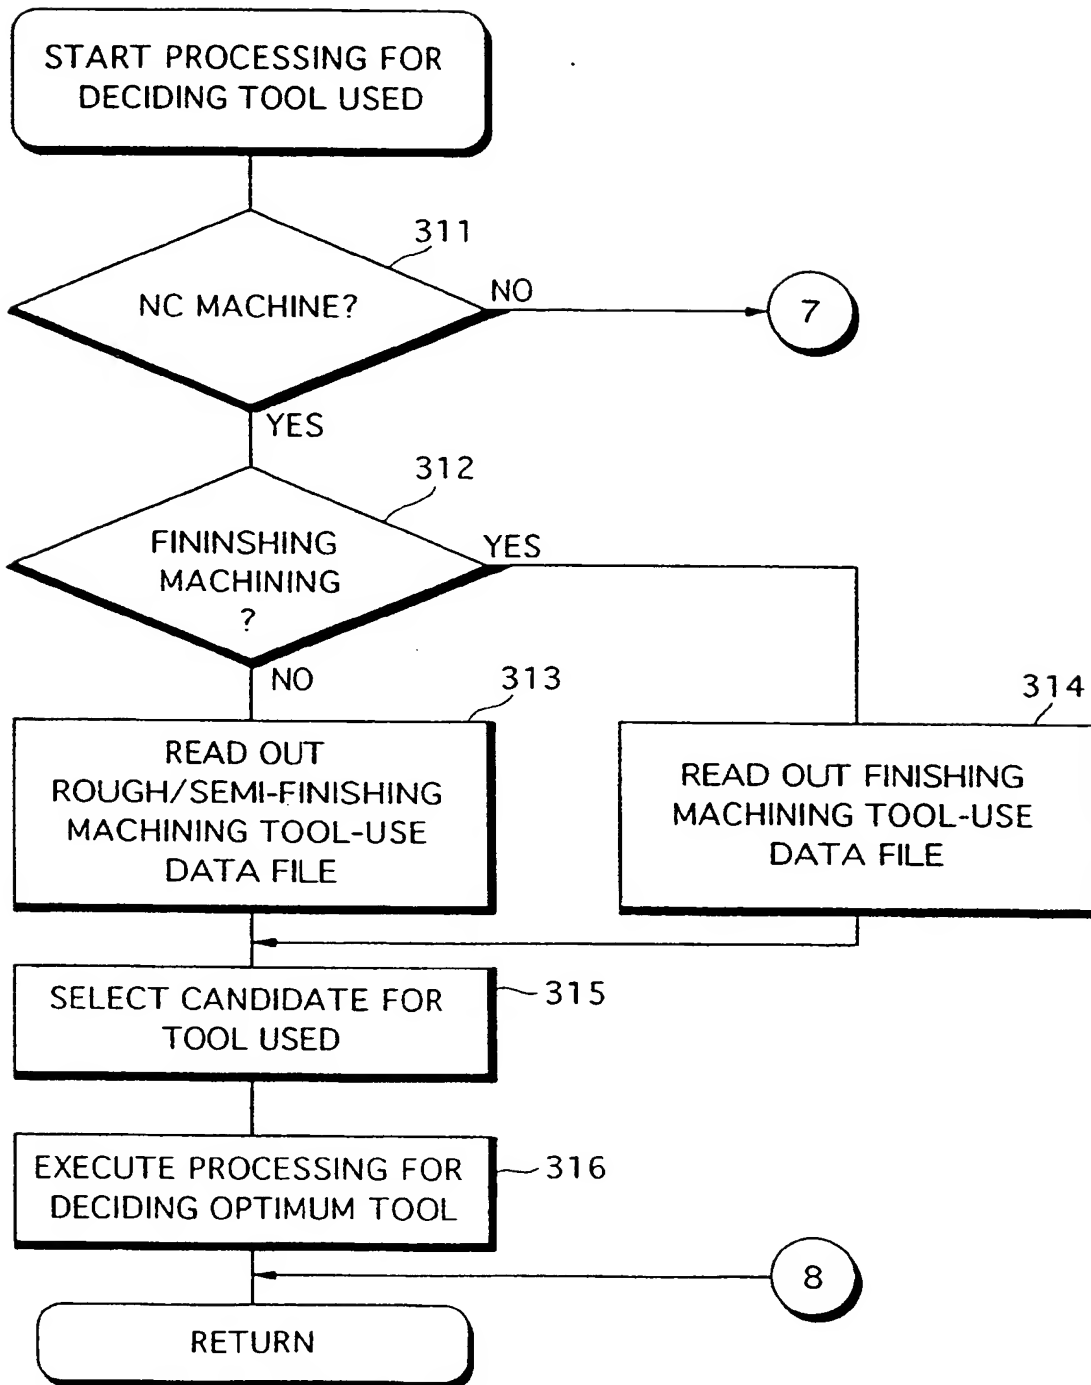 START PROCESSING FOR
DECIDING TOOL USED
311
NC MACHINE?
NO
7
YES
312
FININSHING
MACHINING
?
YES
NO
313
READ OUT
ROUGH/SEMI-FINISHING
MACHINING TOOL-USE
DATA FILE
314
READ OUT FINISHING
MACHINING TOOL-USE
DATA FILE
SELECT CANDIDATE FOR
TOOL USED
315
EXECUTE PROCESSING FOR
DECIDING OPTIMUM TOOL
316
8
RETURN